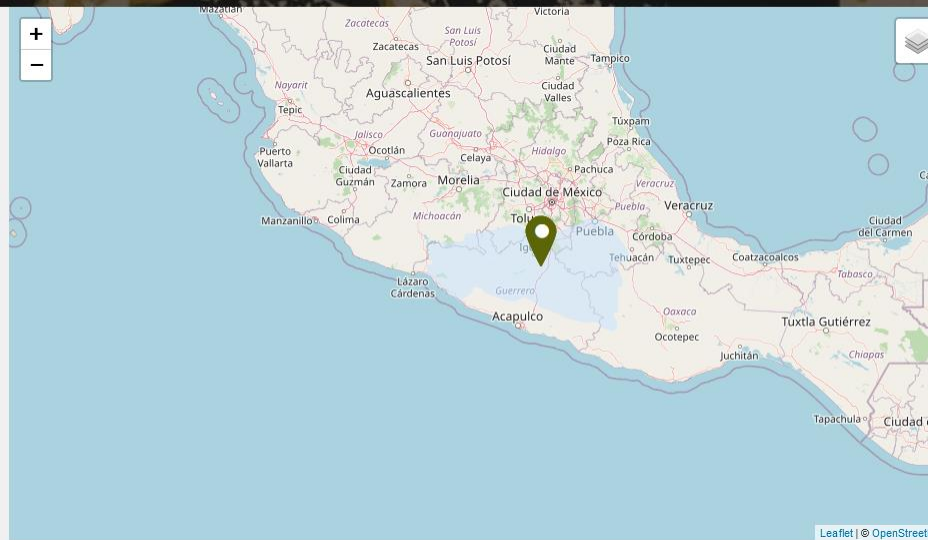 Mazatlán
Victoria
+
−
Zacatecas
San Luis
Potosí
Zacatecas
Ciudad
Mante
San Luis Potosí
Tampico
Nayarit
Aguascalientes
Ciudad
Valles
Tepic
Jalisco
Guanajuato
Túxpam
Poza Rica
Puerto
Vallarta
Ocotlán
Celaya
Hidalgo
Ciudad
Guzmán
Zamora
Morelia
Pachuca
Ciudad de México
Veracruz
Manzanillo
Colima
Michoacán
Puebla
Veracruz
Puebla
Córdoba
Ciudad
del Carmen
Tehuacán
Tuxtepec
Coatzacoalcos
Tabasco
Lázaro
Cárdenas
Guerrero
Acapulco
Oaxaca
Tuxtla Gutiérrez
Ocotepec
Juchitán
Chiapas
Tapachula
Ciudad
Leaflet | © OpenStreet